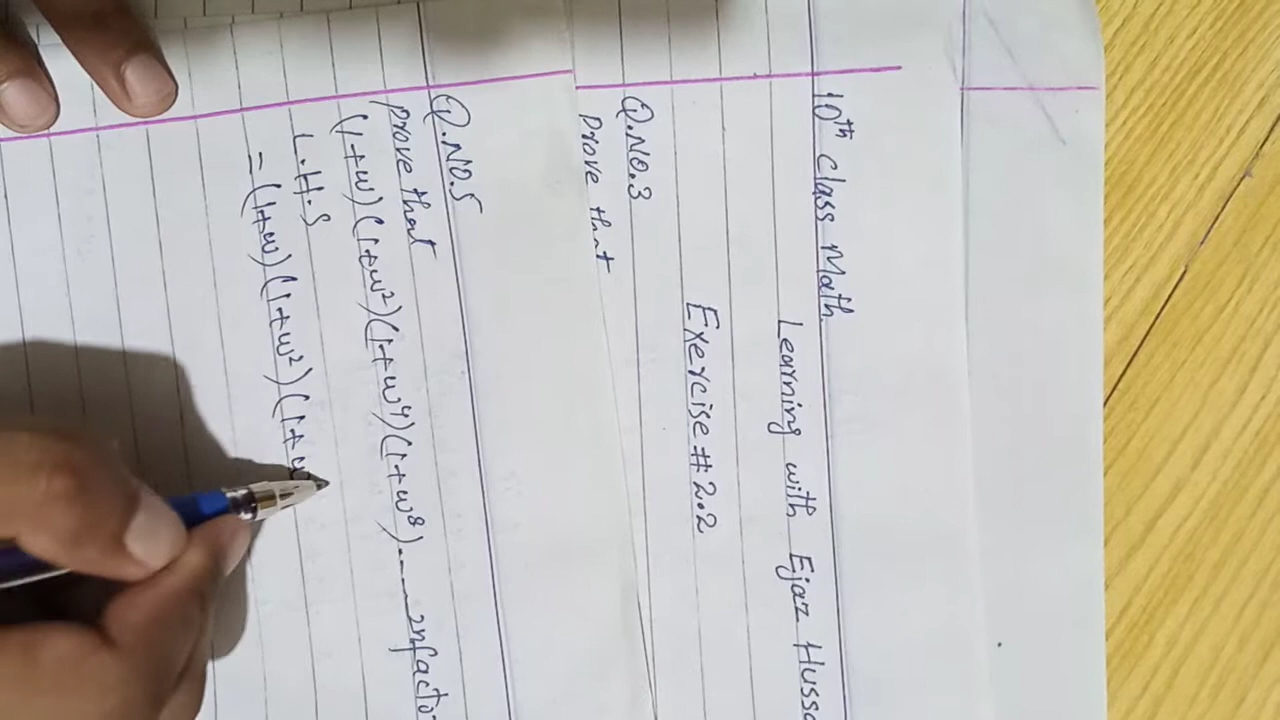 10th class Math.
Learning with Ejaz
Exercise # 2.2
Q.NO.3
Prove that
Q.NO.5
Prove that
(1+ω)(1+ω²)(1+ω⁴)(1+ω⁸)......2nfacto
L.H.S
=(1+ω)(1+ω²)(1+ω